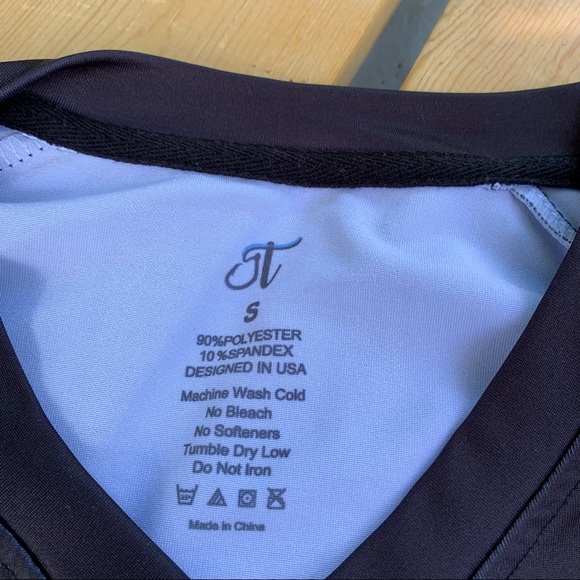 ST
S
90%POLYESTER
10%SPANDEX
DESIGNED IN USA
Machine Wash Cold
No Bleach
No Softeners
Tumble Dry Low
Do Not Iron
Made in China